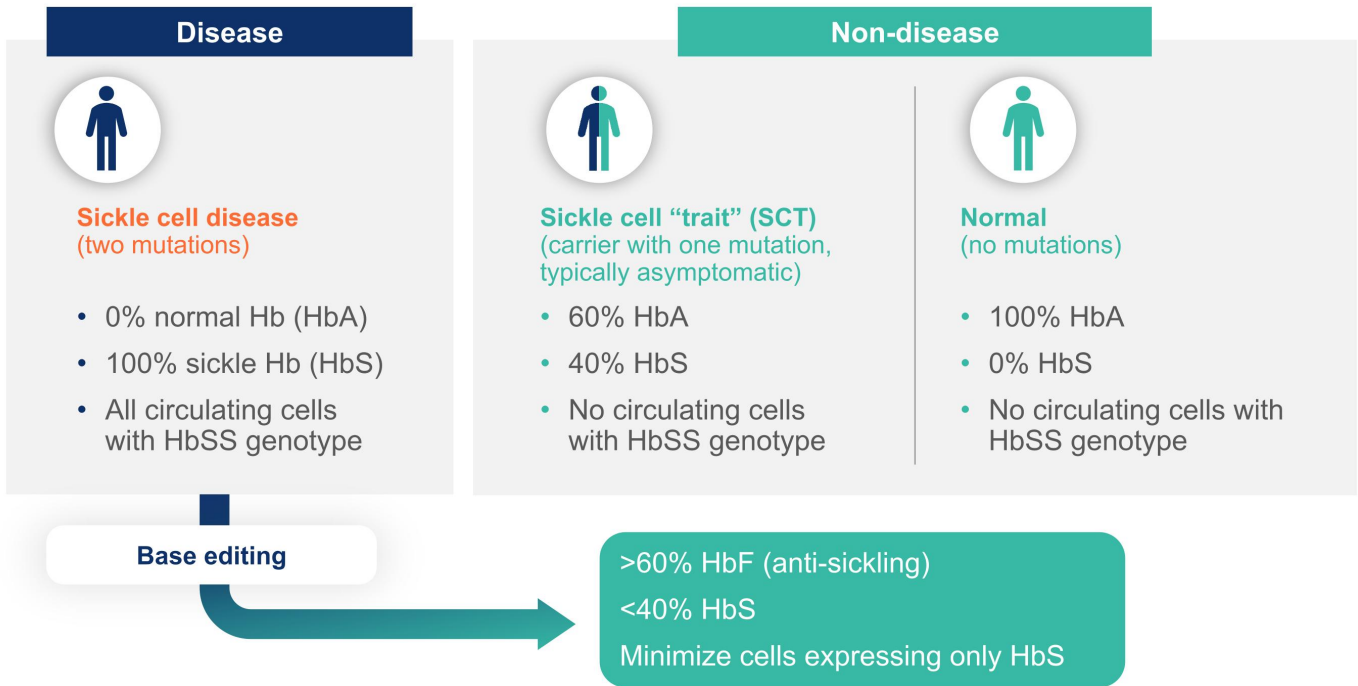 Disease
Non-disease
Sickle cell disease
(two mutations)
• 0% normal Hb (HbA)
• 100% sickle Hb (HbS)
• All circulating cells
with HbSS genotype
Sickle cell “trait” (SCT)
(carrier with one mutation,
typically asymptomatic)
• 60% HbA
• 40% HbS
• No circulating cells
with HbSS genotype
Normal
(no mutations)
• 100% HbA
• 0% HbS
• No circulating cells with
HbSS genotype
Base editing
>60% HbF (anti-sickling)
<40% HbS
Minimize cells expressing only HbS